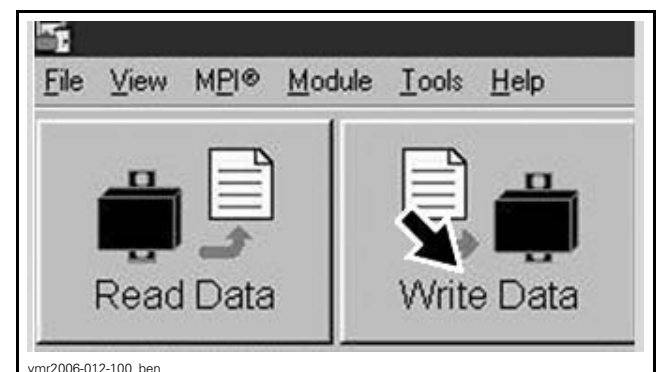 File View MPI® Module Tools Help
Read Data Write Data
vmr2006-012-100_ben